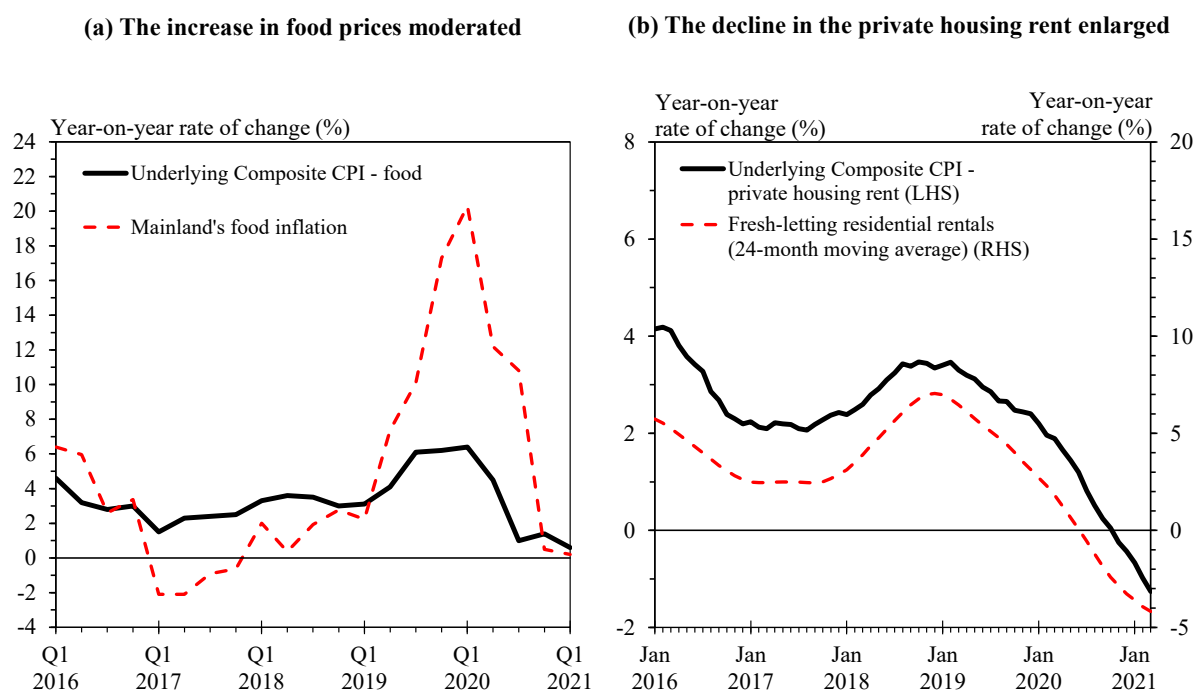 (a) The increase in food prices moderated
Year-on-year rate of change (%)
24
22
20
18
16
14
12
10
8
6
4
2
0
-2
-4
Underlying Composite CPI - food
Mainland's food inflation
Q1 Q1 Q1 Q1 Q1 Q1
2016 2017 2018 2019 2020 2021
(b) The decline in the private housing rent enlarged
Year-on-year
rate of change (%)
Year-on-year
rate of change (%)
8
6
4
2
0
-2
Underlying Composite CPI -
private housing rent (LHS)
Fresh-letting residential rentals
(24-month moving average) (RHS)
20
15
10
5
0
-5
Jan Jan Jan Jan Jan Jan
2016 2017 2018 2019 2020 2021